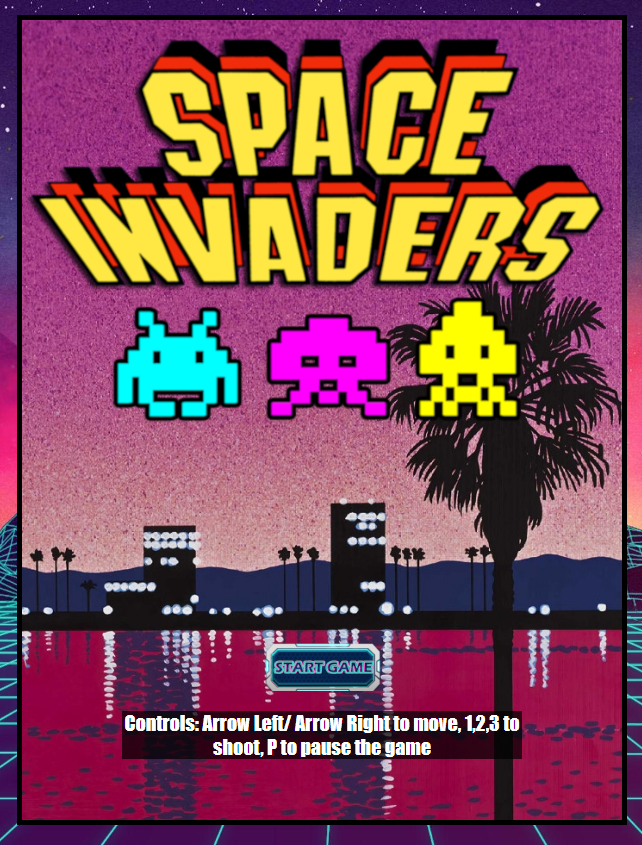 SPACE
INVADERS
START GAME
Controls: Arrow Left/ Arrow Right to move, 1,2,3 to
shoot, P to pause the game